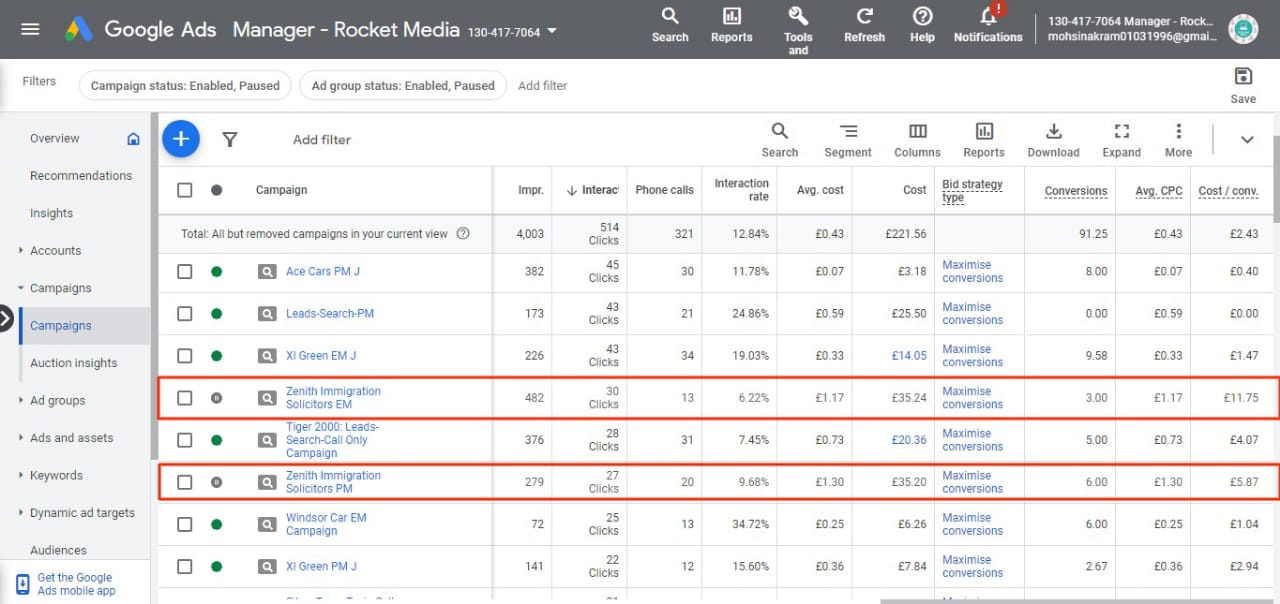 Google Ads Manager - Rocket Media 130-417-7064
Search
Reports
Tools and
Refresh
Help
!
Notifications
130-417-7064 Manager - Rock...
mohsinakram01031996@gmai...
Filters
Campaign status: Enabled, Paused
Ad group status: Enabled, Paused
Add filter
Save
Overview
Recommendations
Insights
Accounts
Campaigns
Campaigns
Auction insights
Ad groups
Ads and assets
Keywords
Dynamic ad targets
Audiences
Get the Google
Ads mobile app
Add filter
Search
Segment
Columns
Reports
Download
Expand
More
Campaign Impr. Interact Phone calls Interaction rate Avg. cost Cost Bid strategy type Conversions Avg. CPC Cost / conv.
Total: All but removed campaigns in your current view 4,003 514 Clicks 321 12.84% £0.43 £221.56 91.25 £0.43 £2.43
Ace Cars PM J 382 45 Clicks 30 11.78% £0.07 £3.18 Maximise conversions 8.00 £0.07 £0.40
Leads-Search-PM 173 43 Clicks 21 24.86% £0.59 £25.50 Maximise conversions 0.00 £0.59 £0.00
XI Green EM J 226 43 Clicks 34 19.03% £0.33 £14.05 Maximise conversions 9.58 £0.33 £1.47
Zenith Immigration Solicitors EM 482 30 Clicks 13 6.22% £1.17 £35.24 Maximise conversions 3.00 £1.17 £11.75
Tiger 2000: Leads-Search-Call Only Campaign 376 28 Clicks 31 7.45% £0.73 £20.36 Maximise conversions 5.00 £0.73 £4.07
Zenith Immigration Solicitors PM 279 27 Clicks 20 9.68% £1.30 £35.20 Maximise conversions 6.00 £1.30 £5.87
Windsor Car EM Campaign 72 25 Clicks 13 34.72% £0.25 £6.26 Maximise conversions 6.00 £0.25 £1.04
XI Green PM J 141 22 Clicks 12 15.60% £0.36 £7.84 Maximise conversions 2.67 £0.36 £2.94